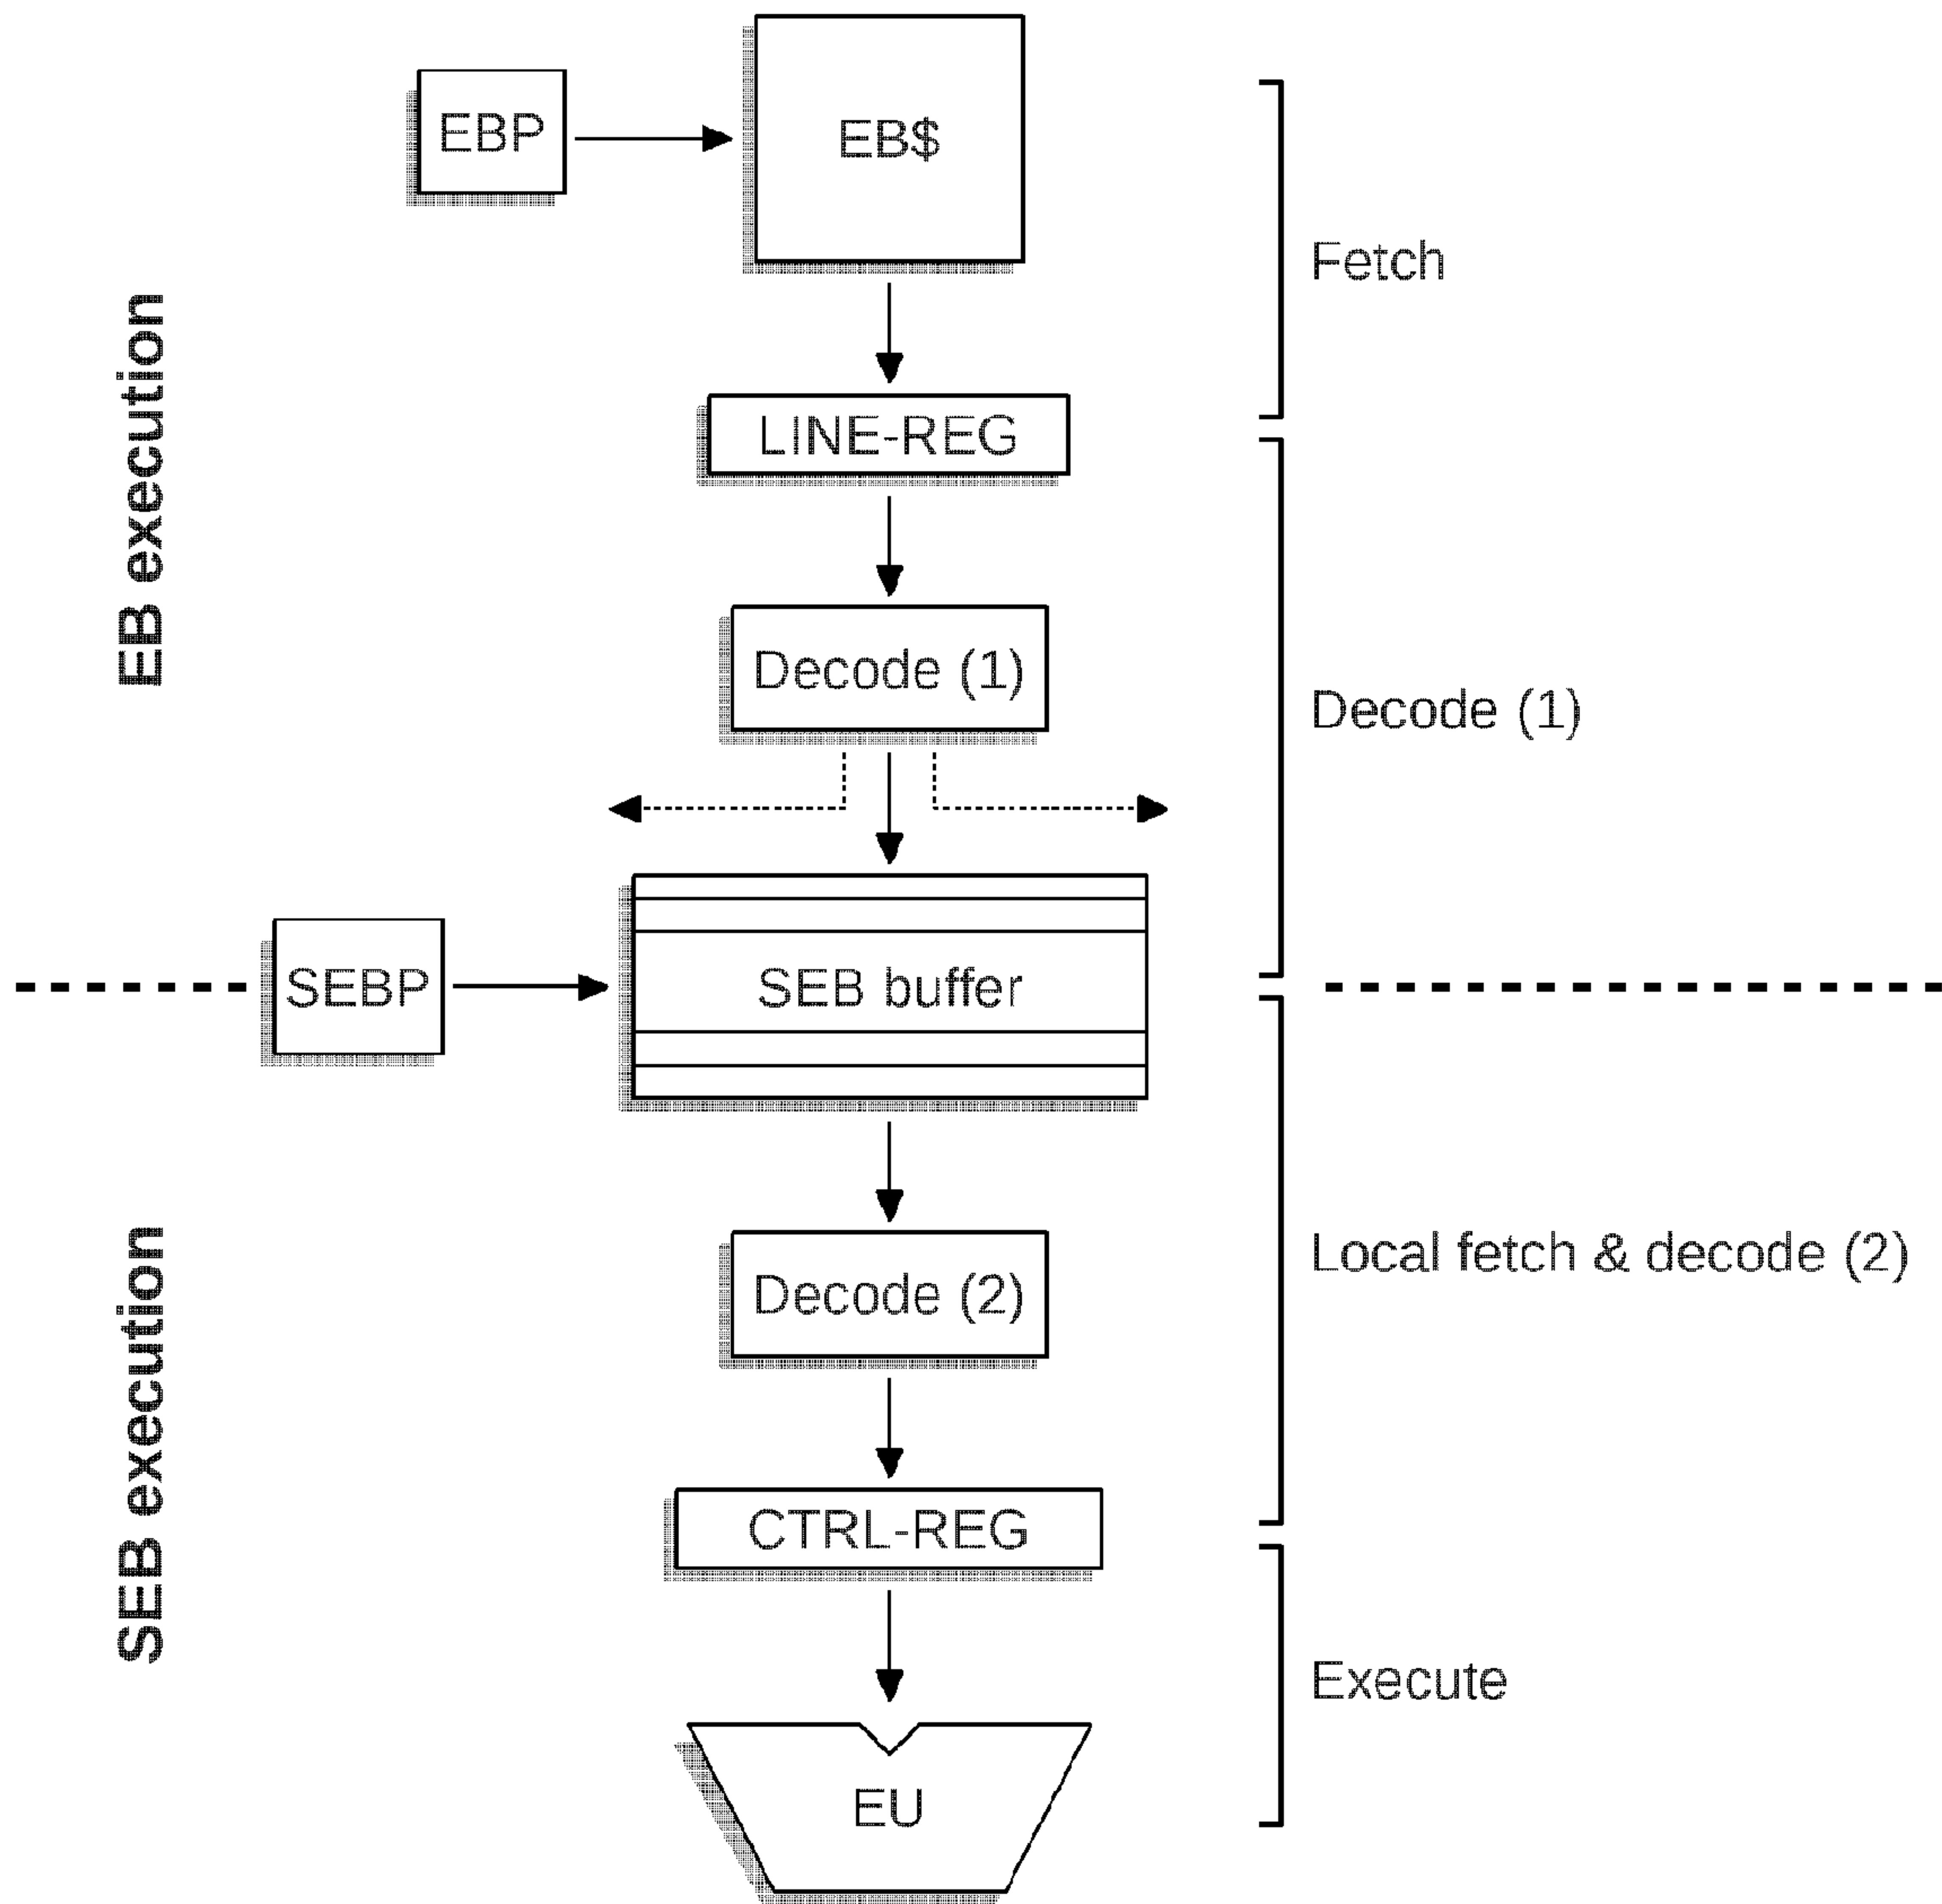 EBP
EB$
Fetch
EB execution
LINE-REG
Decode (1)
Decode (1)
SEBP
SEB buffer
Local fetch & decode (2)
Decode (2)
SEB execution
CTRL-REG
Execute
EU